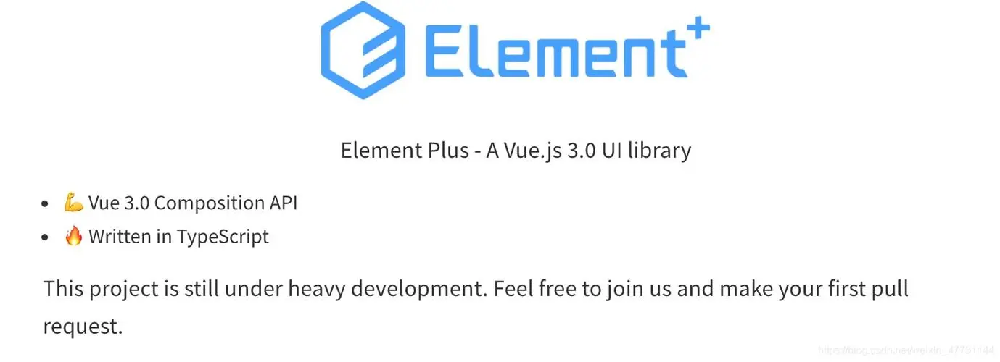 Element+
Element Plus - A Vue.js 3.0 UI library
• 💪 Vue 3.0 Composition API
• 🔥 Written in TypeScript
This project is still under heavy development. Feel free to join us and make your first pull
request.
https://blog.csdn.net/weixin_47731144